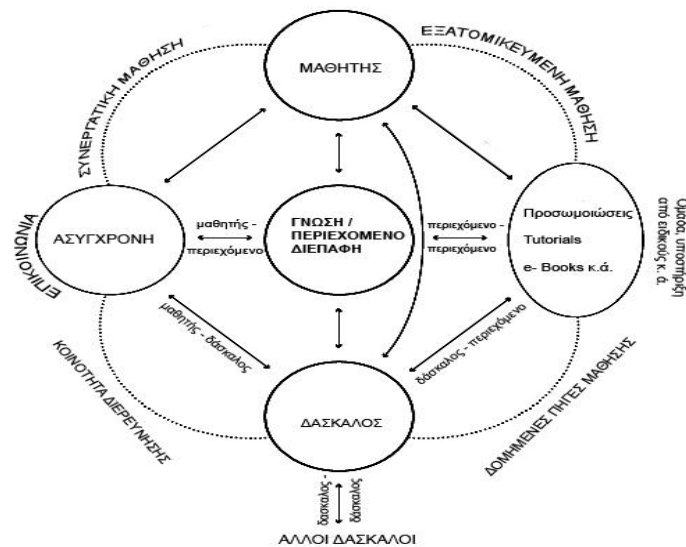 ΜΑΘΗΤΗΣ
ΣΥΝΕΡΓΑΤΙΚΗ ΜΑΘΗΣΗ
ΕΞΑΤΟΜΙΚΕΥΜΕΝΗ ΜΑΘΗΣΗ
ΑΣΥΓΧΡΟΝΗ
ΕΠΙΚΟΙΝΩΝΙΑ
μαθητής -
περιεχόμενο
ΓΝΩΣΗ /
ΠΕΡΙΕΧΟΜΕΝΟ
ΔΙΕΠΑΦΗ
περιεχόμενο -
περιεχόμενο
Προσωμοιώσεις
Tutorials
e- Books κ.ά.
Ομάδα, υποστήριξη
από ειδικούς κ. ά.
μαθητής - δάσκαλος
δάσκαλος - περιεχόμενο
ΚΟΙΝΟΤΗΤΑ ΔΙΕΡΕΥΝΗΣΗΣ
ΔΟΜΗΜΕΝΕΣ ΠΗΓΕΣ ΜΑΘΗΣΗΣ
ΔΑΣΚΑΛΟΣ
δάσκαλος -
δάσκαλος
ΑΛΛΟΙ ΔΑΣΚΑΛΟΙ